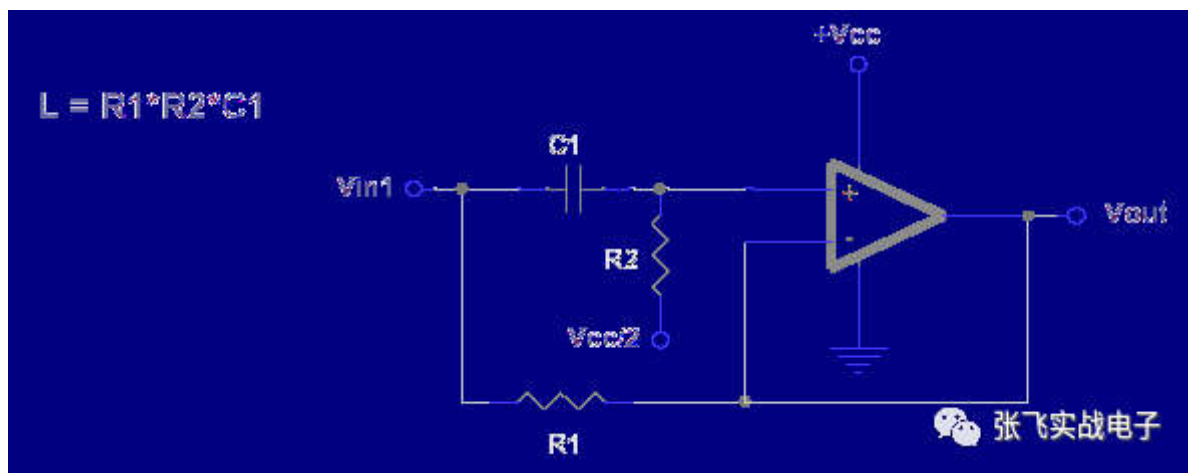 +Vcc
L = R1*R2*C1
C1
Vin1
+
Vout
-
R2
Vcc/2
R1
张飞实战电子